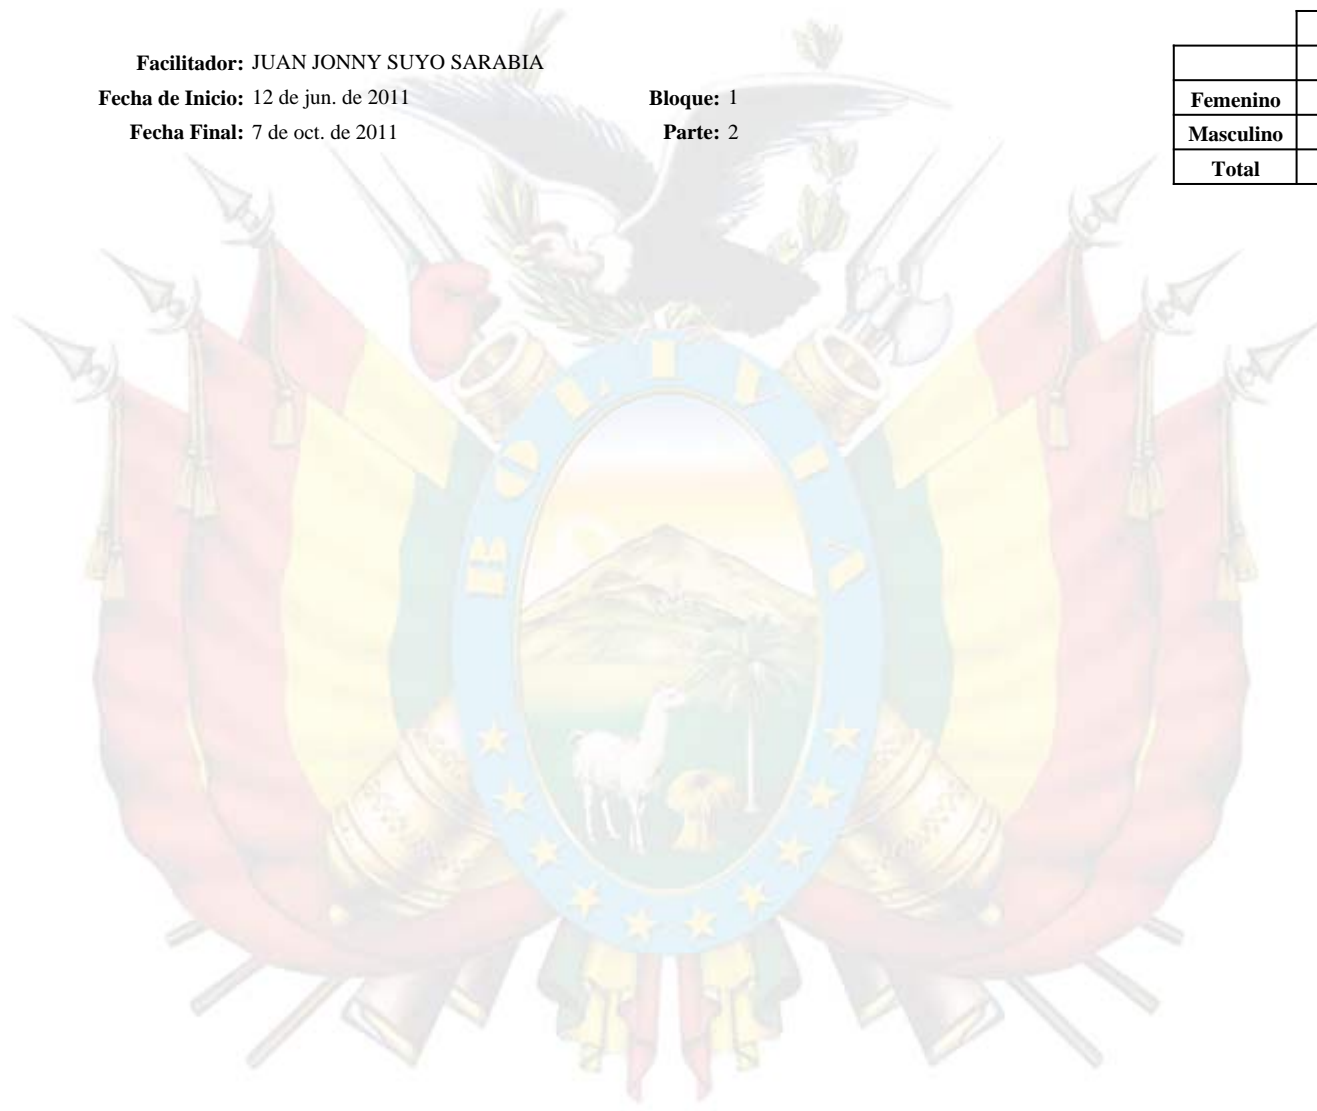 Facilitador: JUAN JONNY SUYO SARABIA
Fecha de Inicio: 12 de jun. de 2011 Bloque: 1
Fecha Final: 7 de oct. de 2011 Parte: 2
Femenino
Masculino
Total
BOLIVIA